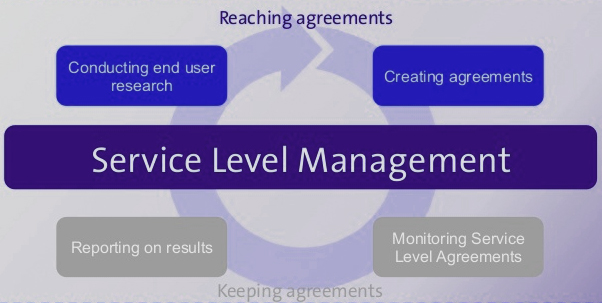 Reaching agreements
Conducting end user
research
Creating agreements
Service Level Management
Reporting on results
Monitoring Service
Level Agreements
Keeping agreements